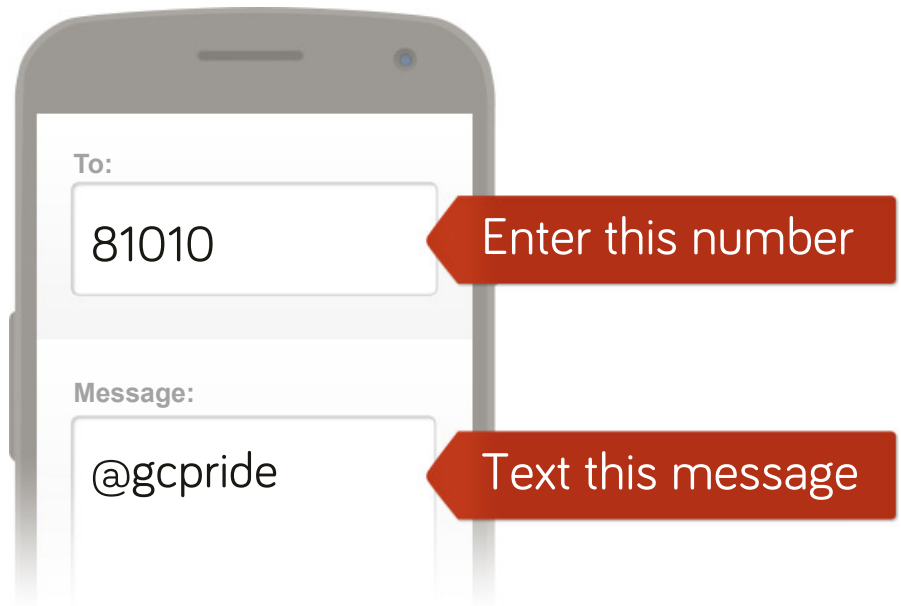 To:
81010
Enter this number
Message:
@gcpride
Text this message